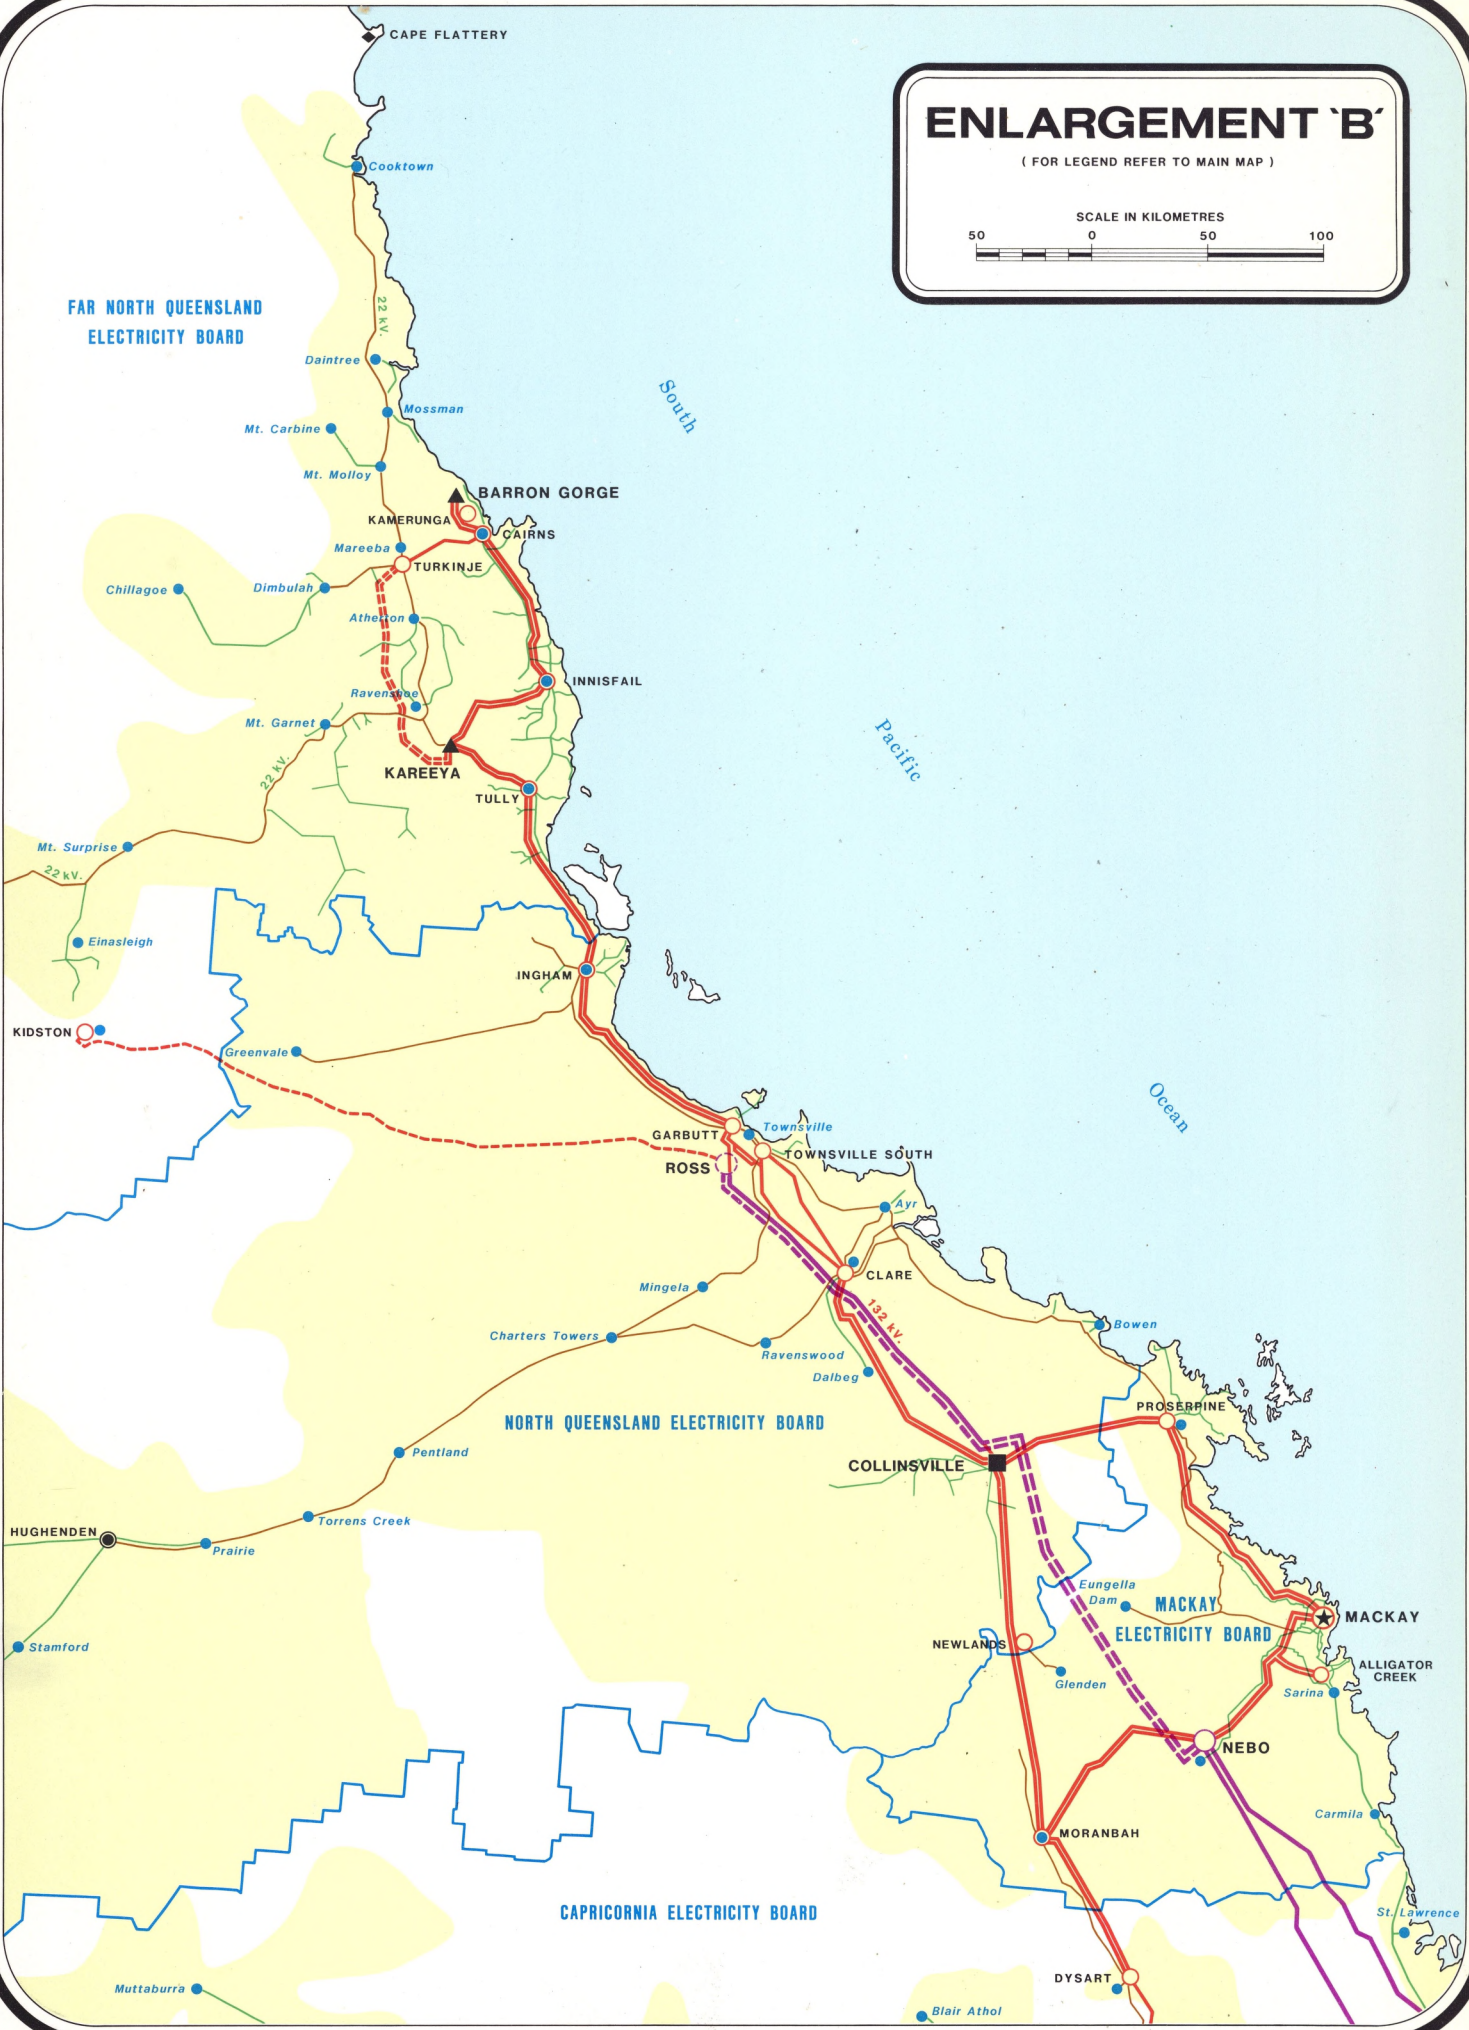 CAPE FLATTERY
ENLARGEMENT 'B'
( FOR LEGEND REFER TO MAIN MAP )
SCALE IN KILOMETRES
50 0 50 100
Cooktown
FAR NORTH QUEENSLAND
ELECTRICITY BOARD
22 kV.
Daintree
Mossman
Mt. Carbine
Mt. Molloy
South
BARRON GORGE
KAMERUNGA
CAIRNS
Mareeba
TURKINJE
Chillagoe
Dimbulah
Atherton
INNISFAIL
Ravenshoe
Mt. Garnet
22 kV.
KAREEYA
TULLY
Pacific
Mt. Surprise
22 kV.
Einasleigh
INGHAM
KIDSTON
Greenvale
Ocean
GARBUTT
Townsville
TOWNSVILLE SOUTH
ROSS
Ayr
CLARE
Mingela
132 kV.
Charters Towers
Bowen
Ravenswood
Dalbeg
PROSERPINE
NORTH QUEENSLAND ELECTRICITY BOARD
Pentland
COLLINSVILLE
Torrens Creek
HUGHENDEN
Prairie
Eungella
Dam
MACKAY
ELECTRICITY BOARD
MACKAY
Stamford
NEWLANDS
Glenden
ALLIGATOR
CREEK
Sarina
NEBO
Carmila
MORANBAH
CAPRICORNIA ELECTRICITY BOARD
St. Lawrence
DYSART
Muttaburra
Blair Athol